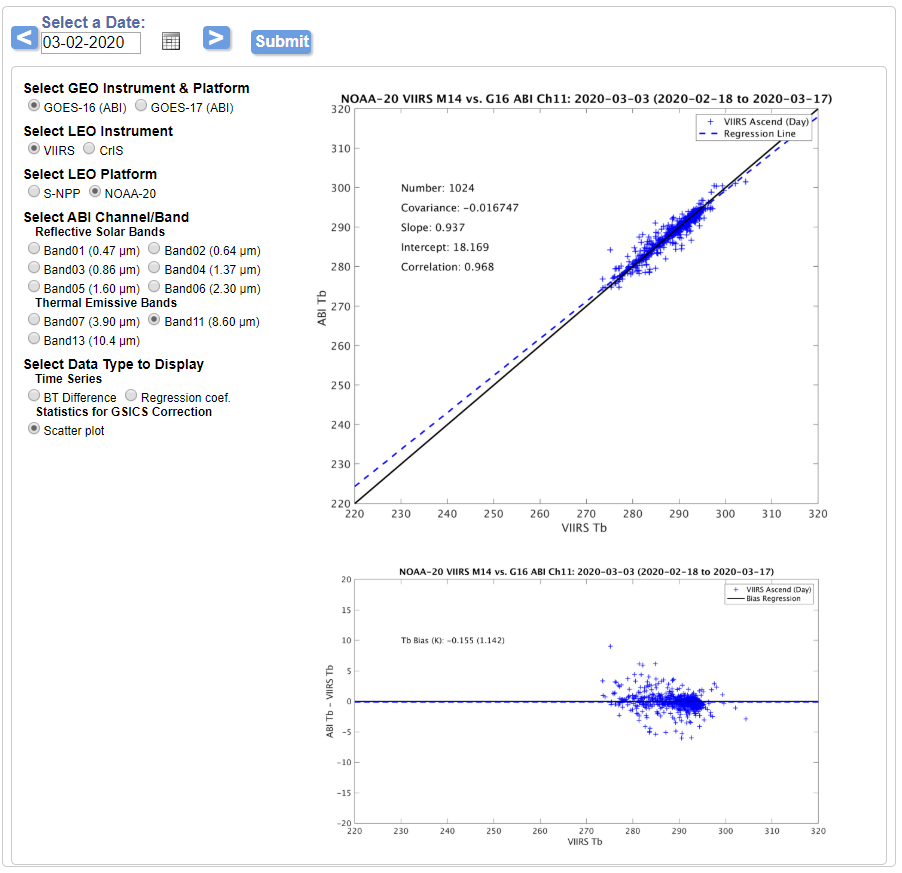 Select a Date:
< 03-02-2020 > Submit
Select GEO Instrument & Platform
GOES-16 (ABI) GOES-17 (ABI)
Select LEO Instrument
VIIRS CrIS
Select LEO Platform
S-NPP NOAA-20
Select ABI Channel/Band
Reflective Solar Bands
Band01 (0.47 µm) Band02 (0.64 µm)
Band03 (0.86 µm) Band04 (1.37 µm)
Band05 (1.60 µm) Band06 (2.30 µm)
Thermal Emissive Bands
Band07 (3.90 µm) Band11 (8.60 µm)
Band13 (10.4 µm)
Select Data Type to Display
Time Series
BT Difference Regression coef.
Statistics for GSICS Correction
Scatter plot
NOAA-20 VIIRS M14 vs. G16 ABI Ch11: 2020-03-03 (2020-02-18 to 2020-03-17)
VIIRS Ascend (Day)
Regression Line
Number: 1024
Covariance: -0.016747
Slope: 0.937
Intercept: 18.169
Correlation: 0.968
ABI Tb
320
310
300
290
280
270
260
250
240
230
220
220 230 240 250 260 270 280 290 300 310 320
VIIRS Tb
NOAA-20 VIIRS M14 vs. G16 ABI Ch11: 2020-03-03 (2020-02-18 to 2020-03-17)
VIIRS Ascend (Day)
Bias Regression
Tb Bias (K): -0.155 (1.142)
ABI Tb - VIIRS Tb
20
15
10
5
0
-5
-10
-15
-20
220 230 240 250 260 270 280 290 300 310 320
VIIRS Tb